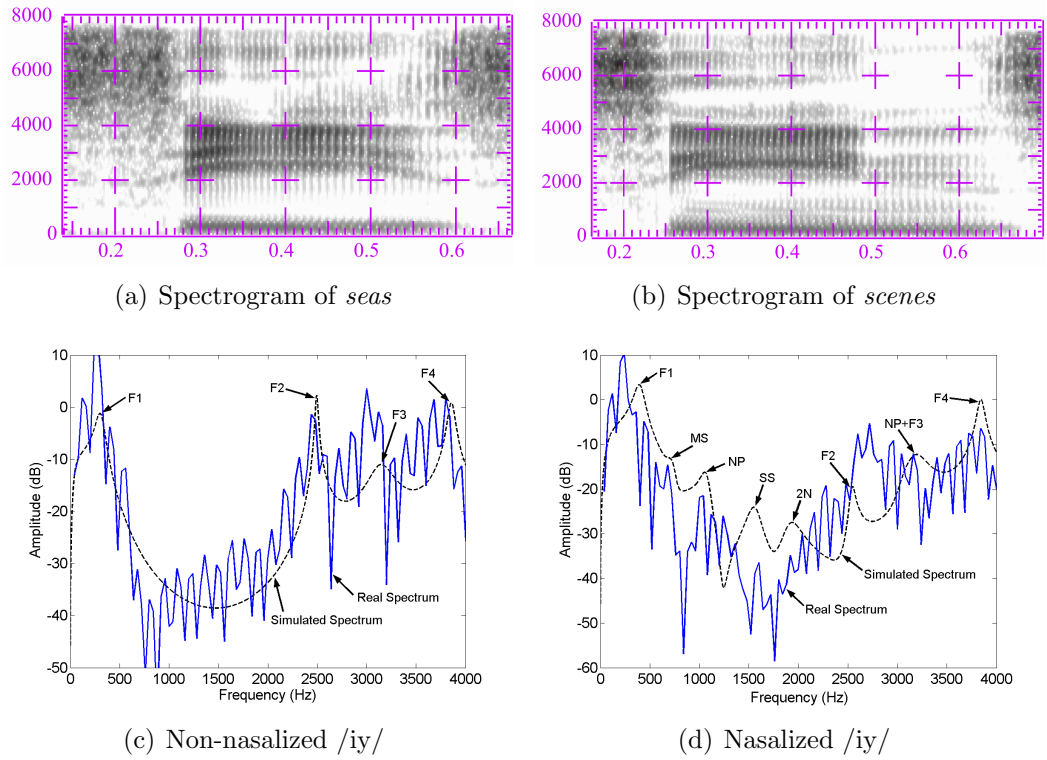 8000
6000
4000
2000
0
0.2 0.3 0.4 0.5 0.6
(a) Spectrogram of seas
8000
6000
4000
2000
0
0.2 0.3 0.4 0.5 0.6
(b) Spectrogram of scenes
10
0
-10
-20
-30
-40
-50
Amplitude (dB)
F1
F2
F3
F4
Real Spectrum
Simulated Spectrum
0 500 1000 1500 2000 2500 3000 3500 4000
Frequency (Hz)
(c) Non-nasalized /iy/
10
0
-10
-20
-30
-40
-50
-60
Amplitude (dB)
F1
MS
NP
SS
2N
F2
NP+F3
F4
Simulated Spectrum
Real Spectrum
0 500 1000 1500 2000 2500 3000 3500 4000
Frequency (Hz)
(d) Nasalized /iy/